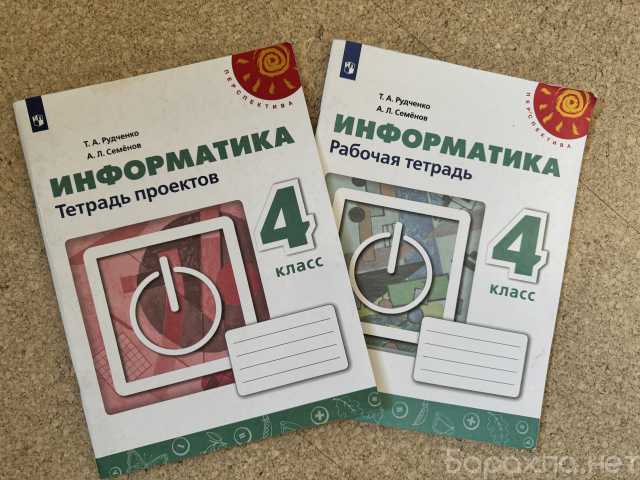 ПЕРСПЕКТИВА
Т. А. Рудченко
А. Л. Семёнов
ИНФОРМАТИКА
Тетрадь проектов
4
класс
ПЕРСПЕКТИВА
Т. А. Рудченко
А. Л. Семёнов
ИНФОРМАТИКА
Рабочая тетрадь
4
класс
Барахла.нет